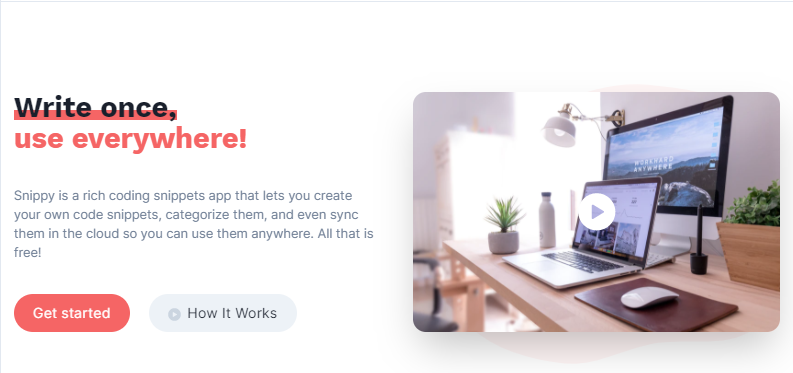 Write once,
use everywhere!
Snippy is a rich coding snippets app that lets you create
your own code snippets, categorize them, and even sync
them in the cloud so you can use them anywhere. All that is
free!
Get started
How It Works
WORKHARD
ANYWHERE